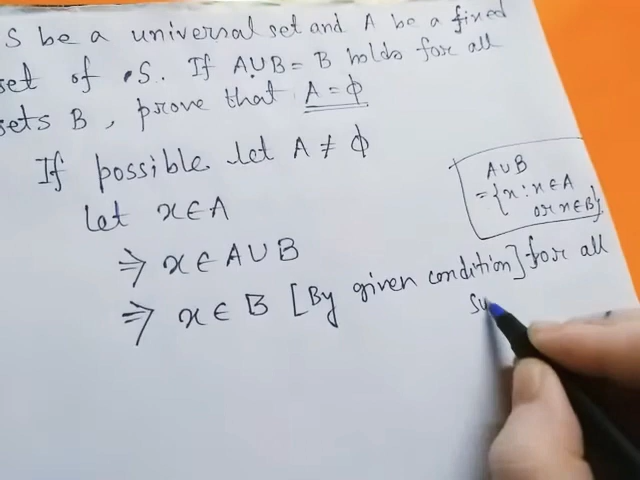 S be a universal set and A be a fixed
set of S. If A∪B = B holds for all
sets B, prove that A = ϕ
If possible let A ≠ ϕ
Let x∈A
⇒ x∈A∪B
⇒ x∈B [By given condition] for all
su
A∪B
= {x : x∈A
or x∈B}